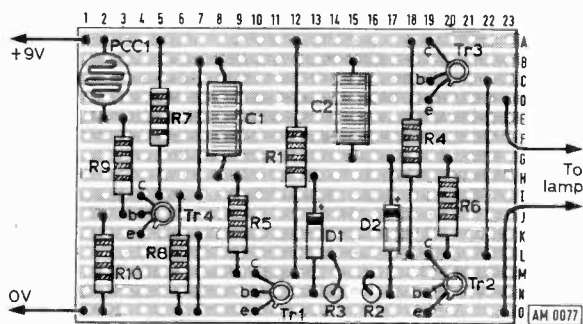 1 2 3 4 5 6 7 8 9 10 11 12 13 14 15 16 17 18 19 20 21 22 23
+9V
PCC1
c
Tr3
A
B
C
D
E
F
G
H
I
J
K
L
M
N
O
b
e
R7
C1
C2
R4
R9
R1
To
lamp
c
b
e
Tr4
R5
R6
D1
D2
R8
R10
c
b
e
Tr1
R3
R2
c
b
e
Tr2
0V
AM 0077